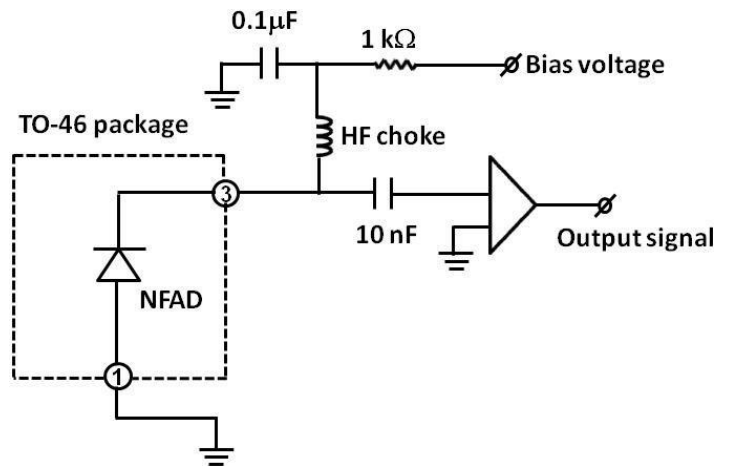 0.1μF
1 kΩ
Bias voltage
TO-46 package
HF choke
3
10 nF
Output signal
NFAD
1